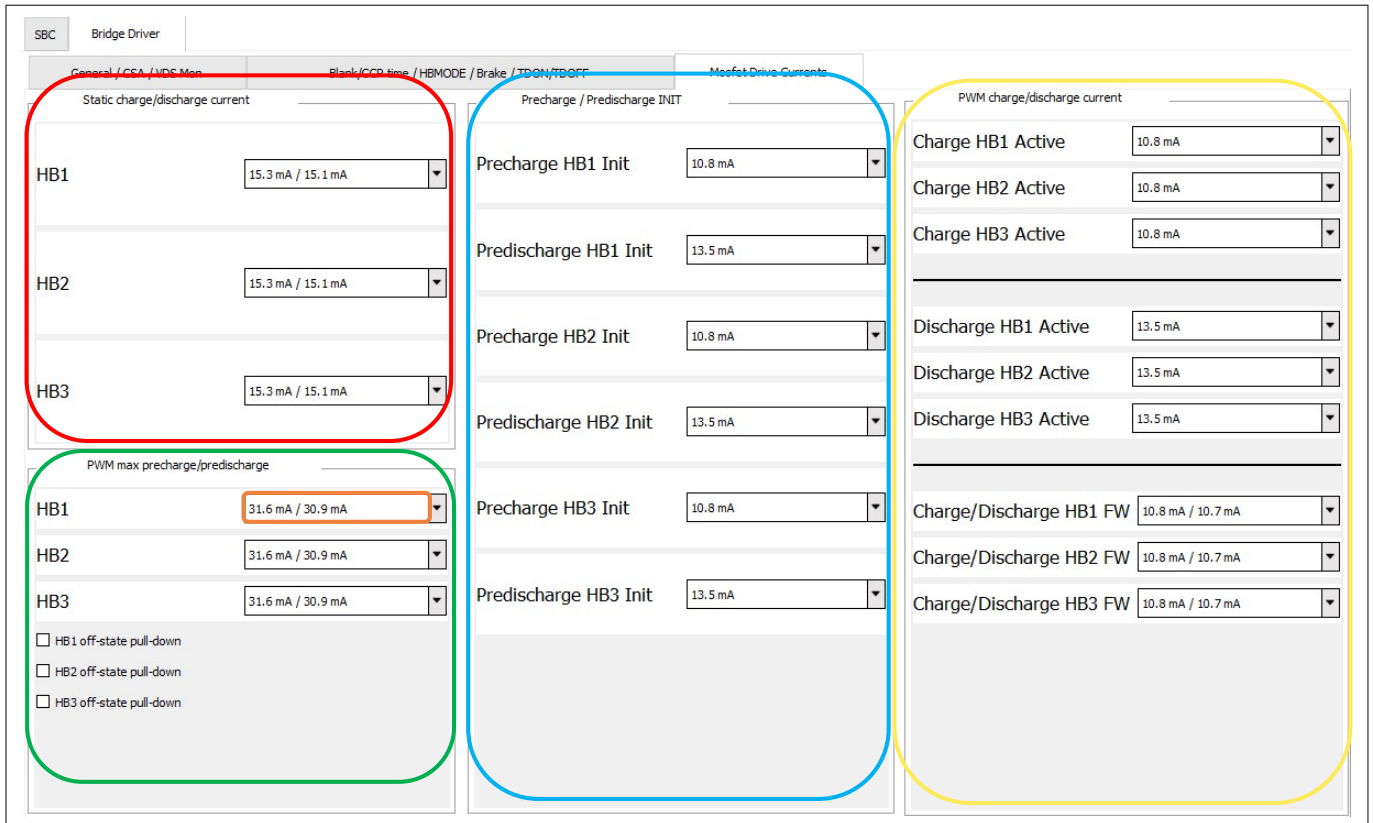 SBC
Bridge Driver
General / CSA / VDS Mon
Blank/CCP time / HBMODE / Brake / TDON/TDOFF
Mosfet Drive Currents
Static charge/discharge current
HB1
15.3 mA / 15.1 mA
HB2
15.3 mA / 15.1 mA
HB3
15.3 mA / 15.1 mA
PWM max precharge/predischarge
HB1
31.6 mA / 30.9 mA
HB2
31.6 mA / 30.9 mA
HB3
31.6 mA / 30.9 mA
HB1 off-state pull-down
HB2 off-state pull-down
HB3 off-state pull-down
Precharge / Predischarge INIT
Precharge HB1 Init
10.8 mA
Predischarge HB1 Init
13.5 mA
Precharge HB2 Init
10.8 mA
Predischarge HB2 Init
13.5 mA
Precharge HB3 Init
10.8 mA
Predischarge HB3 Init
13.5 mA
PWM charge/discharge current
Charge HB1 Active
10.8 mA
Charge HB2 Active
10.8 mA
Charge HB3 Active
10.8 mA
Discharge HB1 Active
13.5 mA
Discharge HB2 Active
13.5 mA
Discharge HB3 Active
13.5 mA
Charge/Discharge HB1 FW
10.8 mA / 10.7 mA
Charge/Discharge HB2 FW
10.8 mA / 10.7 mA
Charge/Discharge HB3 FW
10.8 mA / 10.7 mA